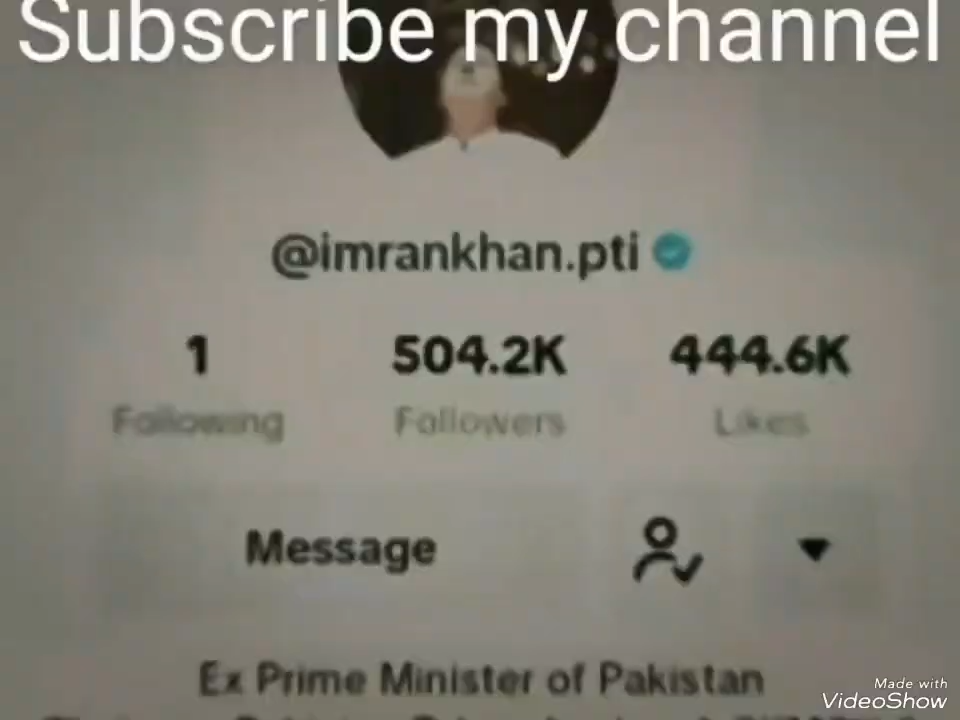 Subscribe my channel
@imrankhan.pti
1 504.2K 444.6K
Following Followers Likes
Message
Ex Prime Minister of Pakistan
Made with
VideoShow